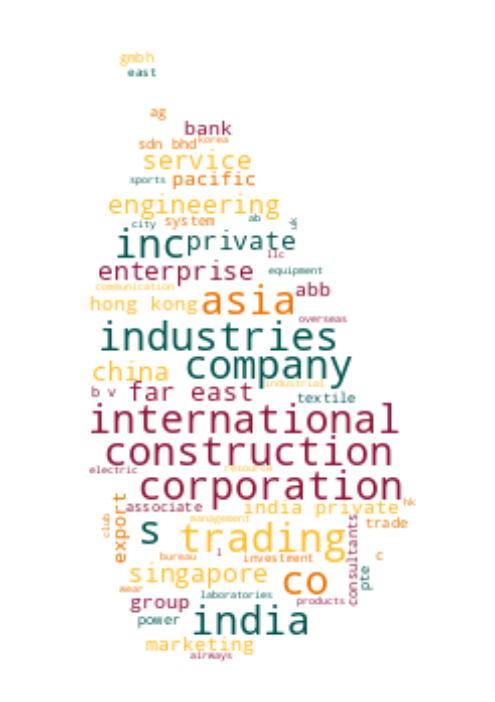 gmbh
east
ag
bank
sdn bhd korea
service
sports pacific
engineering
city system ab uk
inc private
llc
enterprise equipment
communication abb
hong kong asia
overseas
industries
company
china industrial
b v far east textile
international
construction
electric resource
corporation
associate india private hk
club export management trade
s trading consultants
bureau l investment c
singapore co pte
wear laboratories
group products
power india
marketing
airways